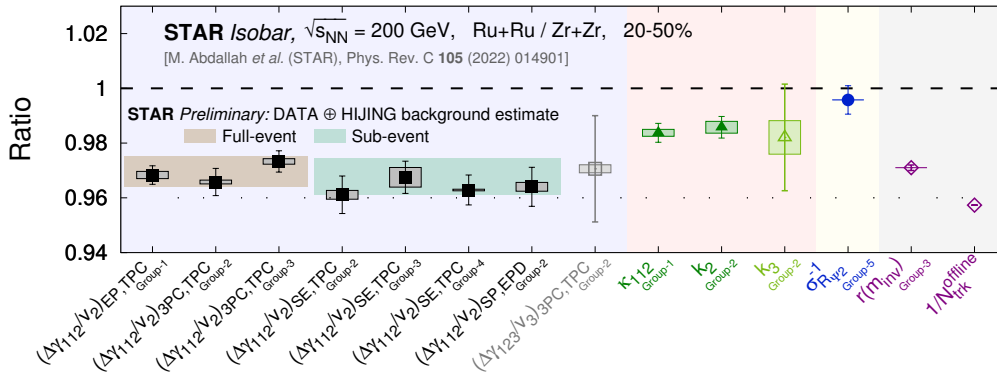 STAR Isobar, √sNN = 200 GeV, Ru+Ru / Zr+Zr, 20-50%
[M. Abdallah et al. (STAR), Phys. Rev. C 105 (2022) 014901]
STAR Preliminary: DATA ⊕ HIJING background estimate
Full-event Sub-event
Ratio
1.02
1
0.98
0.96
0.94
(Δγ112/v2)EP,TPC Group-1
(Δγ112/v2)3PC,TPC Group-2
(Δγ112/v2)3PC,TPC Group-3
(Δγ112/v2)SE,TPC Group-2
(Δγ112/v2)SE,TPC Group-3
(Δγ112/v2)SE,TPC Group-4
(Δγ112/v2)SP,EPD Group-2
(Δγ123/v3)3PC,TPC Group-2
κ112 Group-1
k2 Group-2
k3 Group-2
σ-1RΨ2 Group-5
r(minv) Group-3
1/Noffline trk